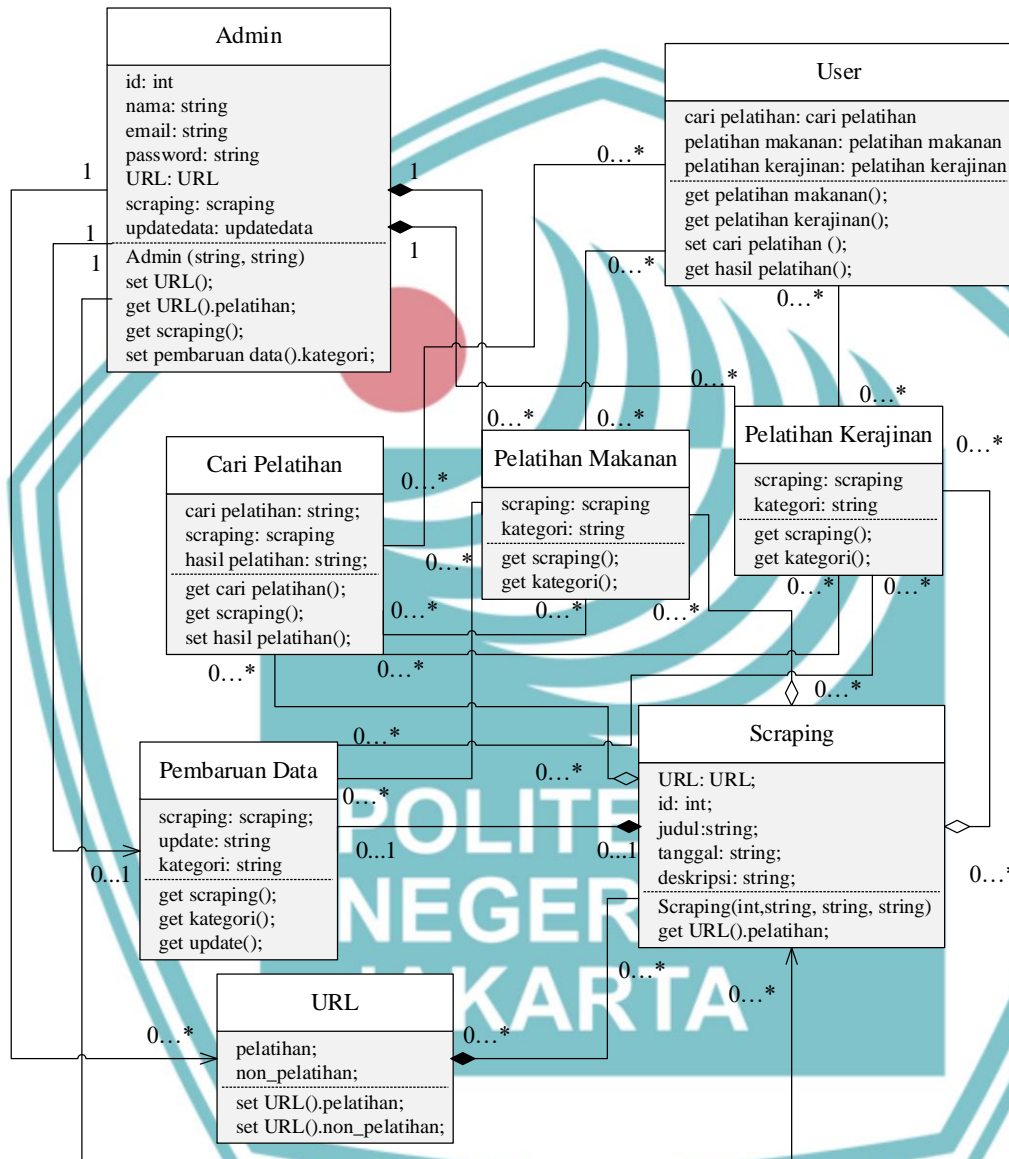 Admin
id: int
nama: string
email: string
password: string
URL: URL
scraping: scraping
updatedata: updatedata
Admin (string, string)
set URL();
get URL().pelatihan;
get scraping();
set pembaruan data().kategori;
User
cari pelatihan: cari pelatihan
pelatihan makanan: pelatihan makanan
pelatihan kerajinan: pelatihan kerajinan
get pelatihan makanan();
get pelatihan kerajinan();
set cari pelatihan ();
get hasil pelatihan();
1
1
1
1
1
0…*
0…*
0…*
0…*
0…*
0…*
0…*
0…*
Cari Pelatihan
cari pelatihan: string;
scraping: scraping
hasil pelatihan: string;
get cari pelatihan();
get scraping();
set hasil pelatihan();
Pelatihan Makanan
scraping: scraping
kategori: string
get scraping();
get kategori();
Pelatihan Kerajinan
scraping: scraping
kategori: string
get scraping();
get kategori();
0…*
0…*
0…*
0…*
0…*
0…*
0…*
0…*
0…*
0…*
0…*
0…*
0…*
0…*
Pembaruan Data
scraping: scraping;
update: string
kategori: string
get scraping();
get kategori();
get update();
Scraping
URL: URL;
id: int;
judul:string;
tanggal: string;
deskripsi: string;
Scraping(int,string, string, string)
get URL().pelatihan;
0...1
0...1
0...1
0…*
0…*
0…*
0…*
0…*
URL
pelatihan;
non_pelatihan;
set URL().pelatihan;
set URL().non_pelatihan;
POLITE
NEGER
JAKARTA